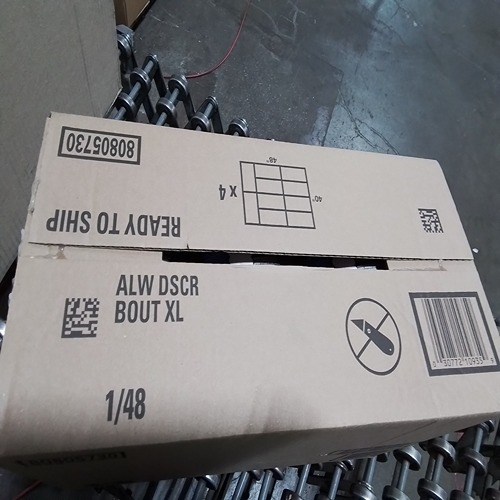 80805730
READY TO SHIP
X 4
48"
40"
ALW DSCR
BOUT XL
1/48